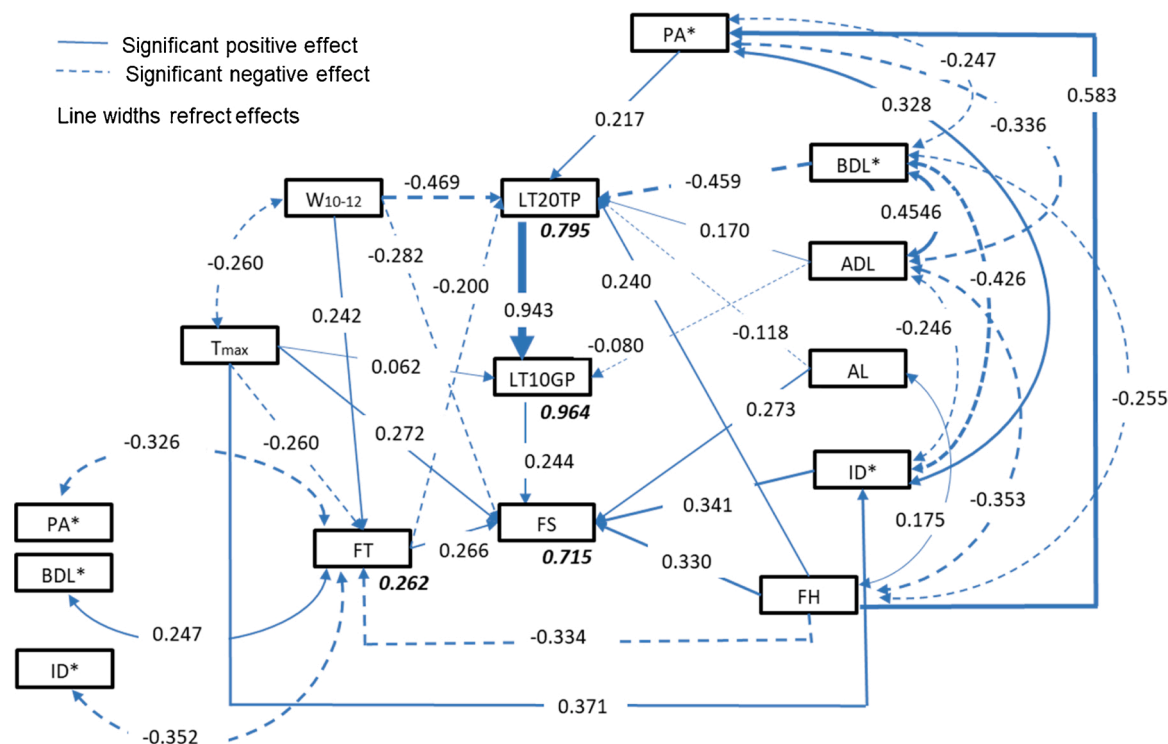 PA*
Significant positive effect
Significant negative effect
Line widths refrect effects
-0.247
0.583
0.328
0.217
-0.336
BDL*
-0.459
W10-12
-0.469
LT20TP
0.795
0.4546
0.170
ADL
-0.260
-0.282
-0.200
0.240
-0.426
0.943
0.242
-0.246
-0.118
Tmax
0.062
-0.080
LT10GP
AL
0.964
-0.255
0.273
-0.260
0.272
-0.326
0.244
ID*
0.341
-0.353
PA*
FS
0.175
FT
0.266
0.715
BDL*
0.262
0.330
FH
0.247
-0.334
ID*
0.371
-0.352